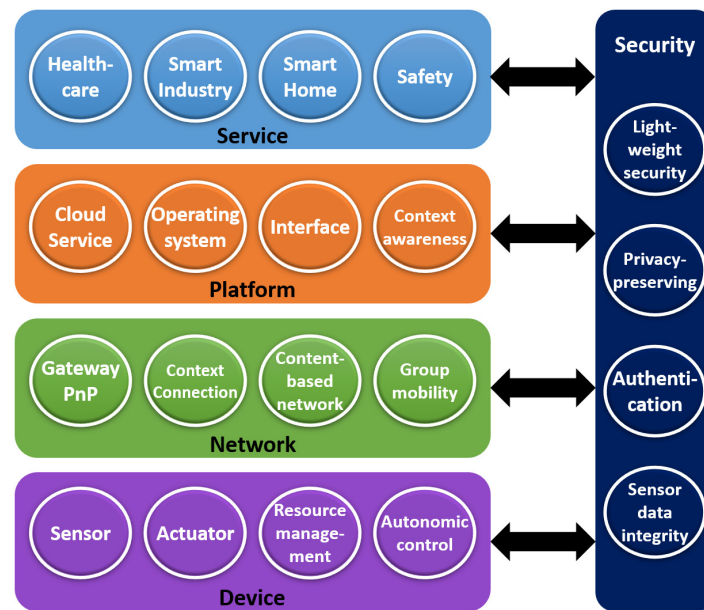 Health-
care
Smart
Industry
Smart
Home
Safety
Service
Cloud
Service
Operating
system
Interface
Context
awareness
Platform
Gateway
PnP
Context
Connection
Content-
based
network
Group
mobility
Network
Sensor
Actuator
Resource
manage-
ment
Autonomic
control
Device
Security
Light-
weight
security
Privacy-
preserving
Authenti-
cation
Sensor
data
integrity